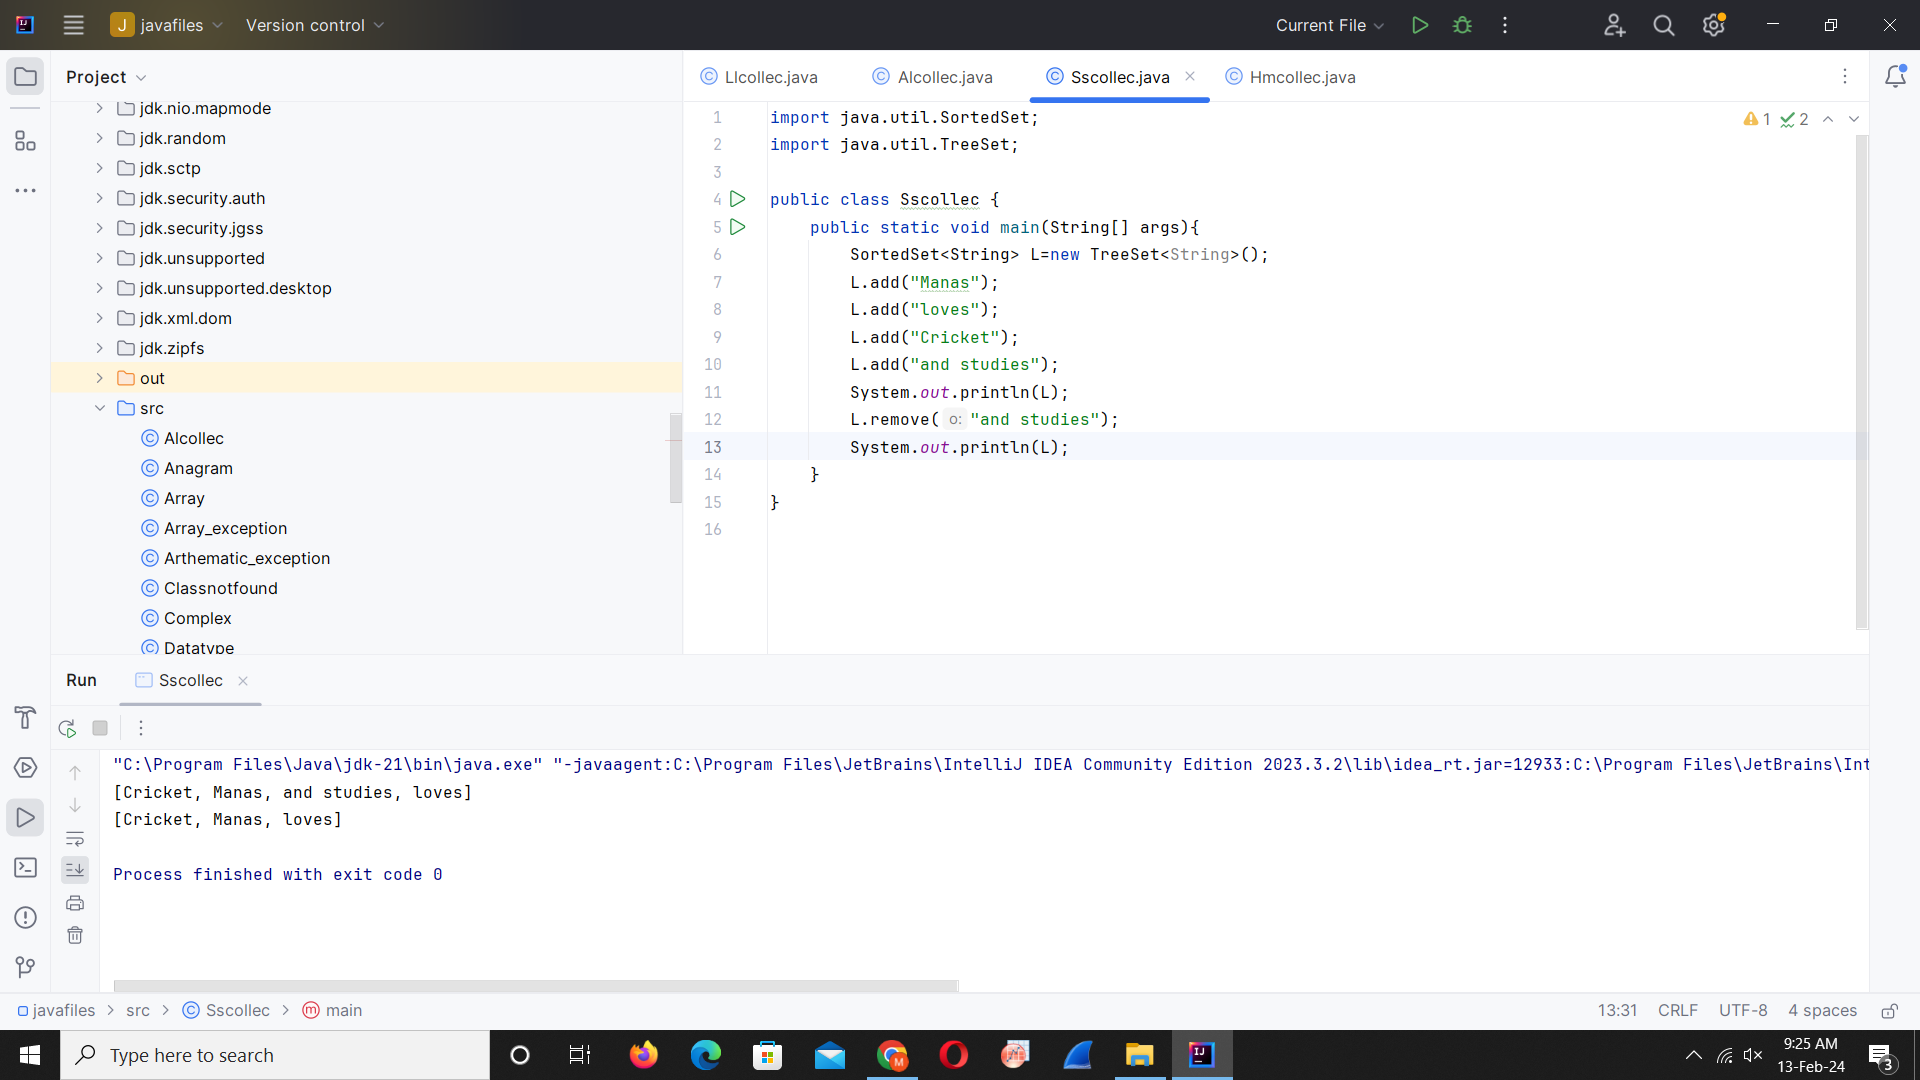 J javafiles Version control Current File
Project
jdk.nio.mapmode
jdk.random
jdk.sctp
jdk.security.auth
jdk.security.jgss
jdk.unsupported
jdk.unsupported.desktop
jdk.xml.dom
jdk.zipfs
out
src
Alcollec
Anagram
Array
Array_exception
Arthematic_exception
Classnotfound
Complex
Datatype
Llcollec.java Alcollec.java Sscollec.java Hmcollec.java
1 2
1 import java.util.SortedSet;
2 import java.util.TreeSet;
3
4 public class Sscollec {
5 public static void main(String[] args){
6 SortedSet<String> L=new TreeSet<String>();
7 L.add("Manas");
8 L.add("loves");
9 L.add("Cricket");
10 L.add("and studies");
11 System.out.println(L);
12 L.remove( o: "and studies");
13 System.out.println(L);
14 }
15 }
16
Run Sscollec
"C:\Program Files\Java\jdk-21\bin\java.exe" "-javaagent:C:\Program Files\JetBrains\IntelliJ IDEA Community Edition 2023.3.2\lib\idea_rt.jar=12933:C:\Program Files\JetBrains\Int
[Cricket, Manas, and studies, loves]
[Cricket, Manas, loves]
Process finished with exit code 0
javafiles > src > Sscollec > main 13:31 CRLF UTF-8 4 spaces
Type here to search
9:25 AM
13-Feb-24
3